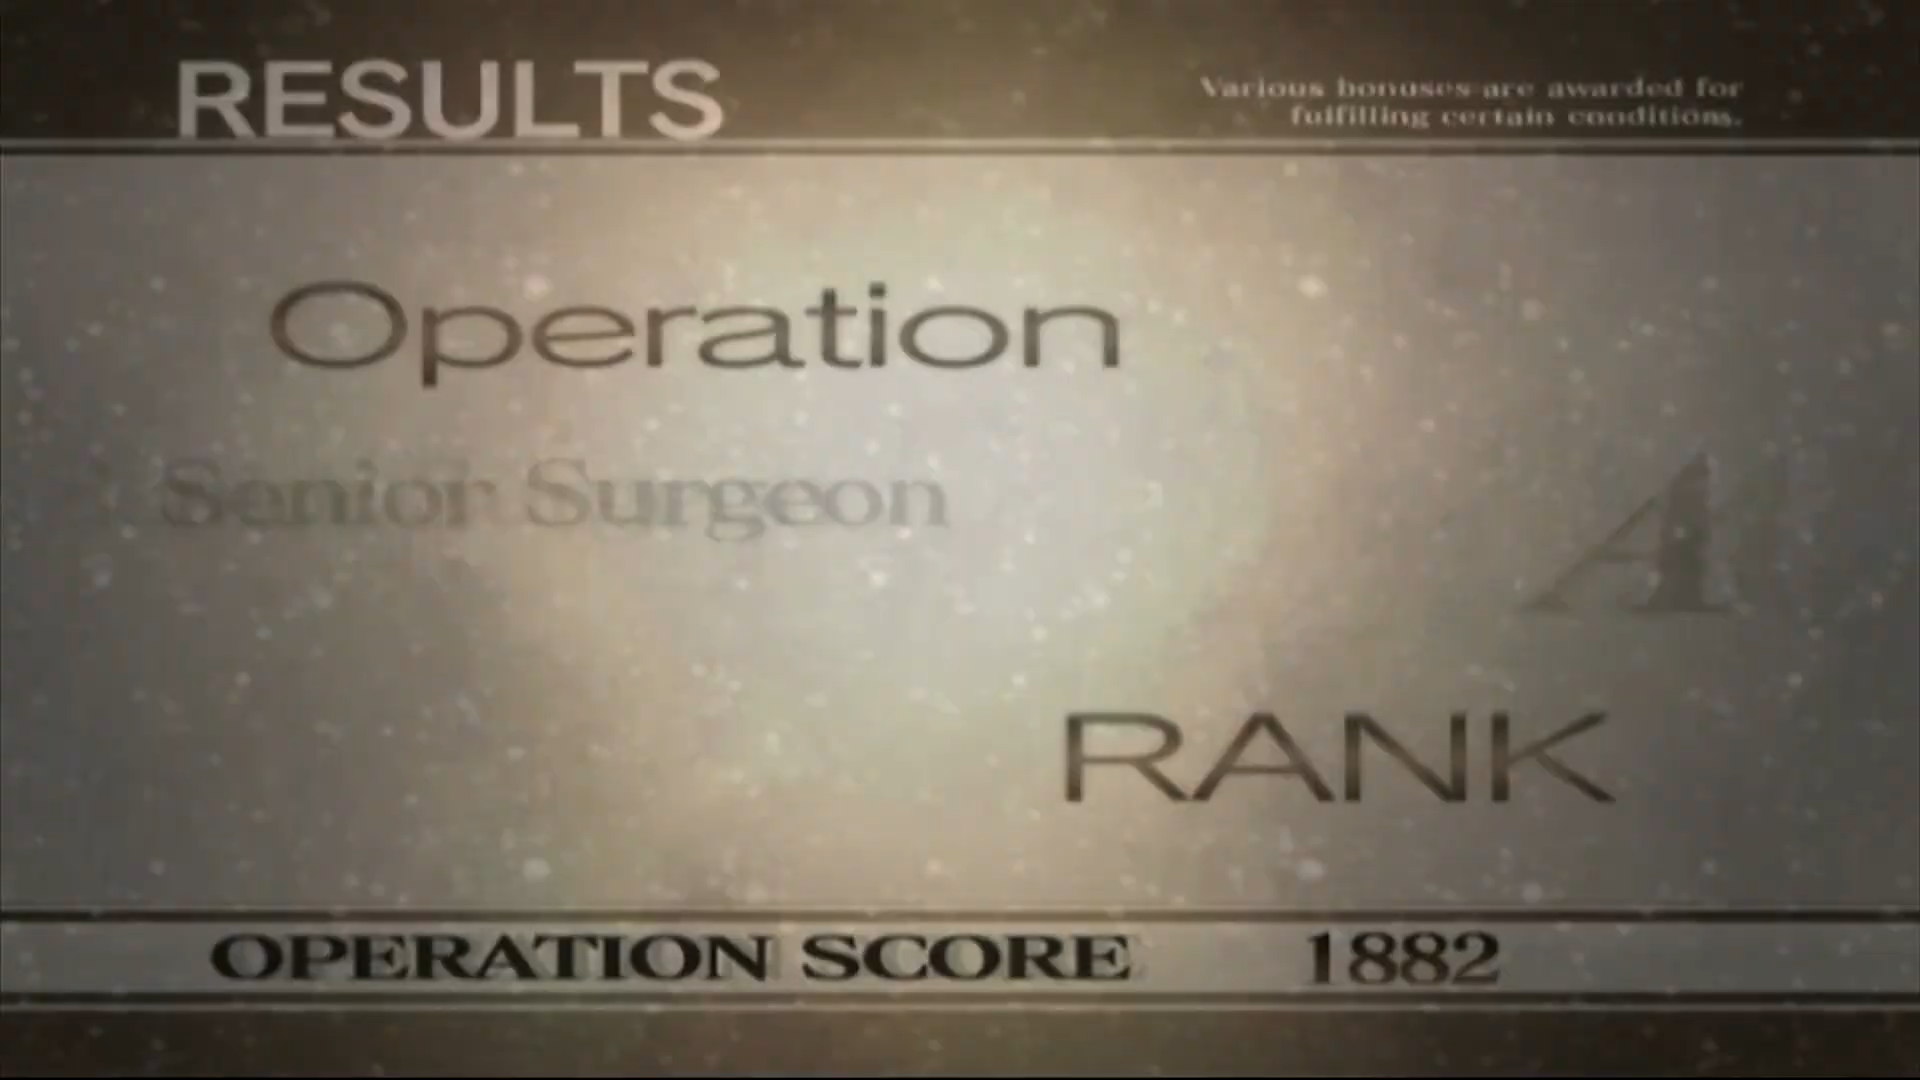 RESULTS
Various bonuses are awarded for
fulfilling certain conditions.
Operation
Senior Surgeon
A
RANK
OPERATION SCORE 1882